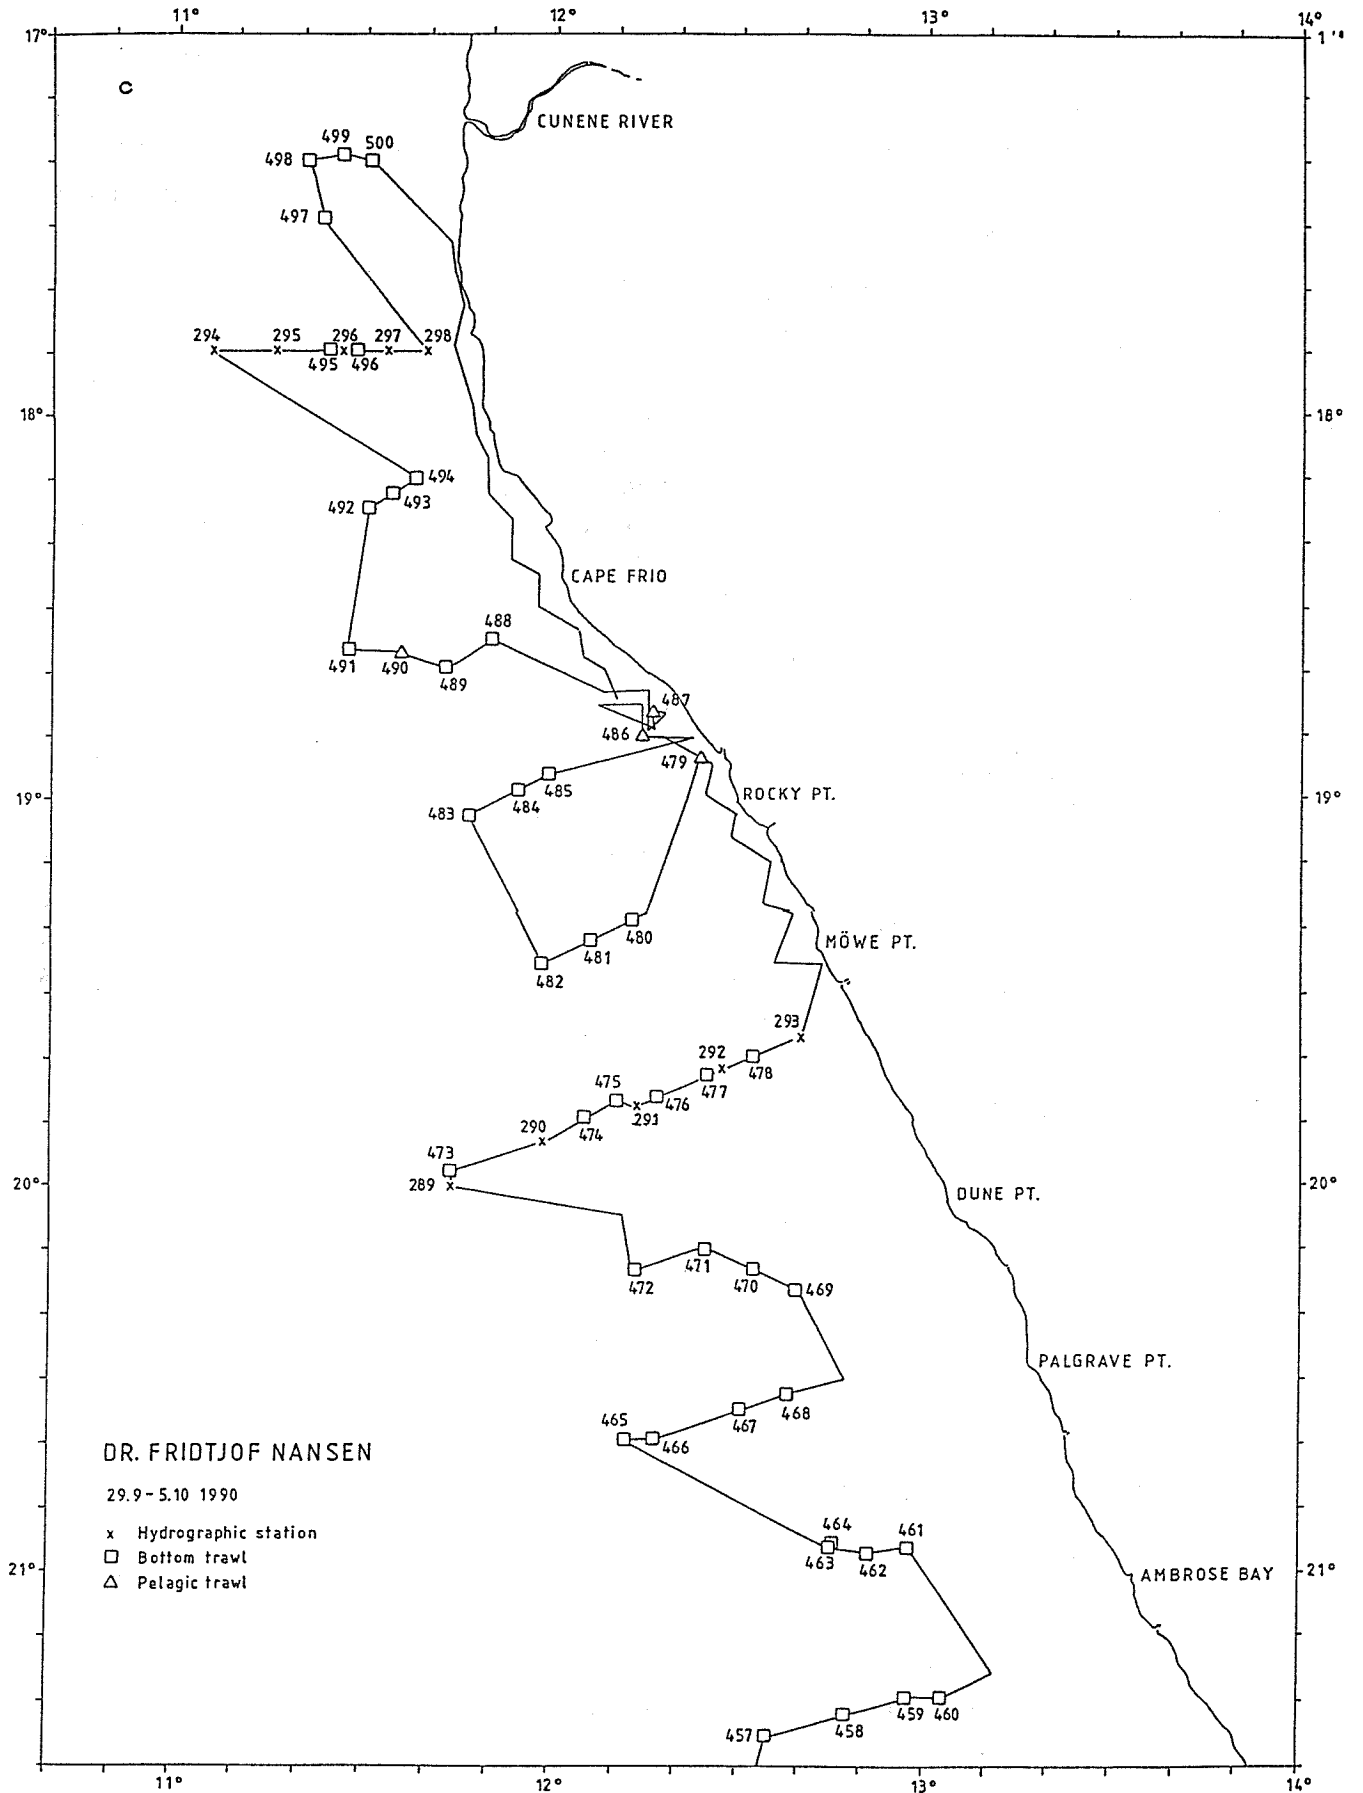 11° 12° 13° 14°
17° 1'°
C
CUNENE RIVER
499
500
498
497
294 295 296 297 298
495 496
18° 18°
494
493
492
CAPE FRIO
488
491 490
489
487
486
479
485
484
ROCKY PT.
19° 19°
483
480
MÖWE PT.
481
482
293
292
478
475
477
476
291
290
474
473
289
20° 20°
DUNE PT.
471
472 470 469
PALGRAVE PT.
468
465
467
466
DR. FRIDTJOF NANSEN
29.9-5.10 1990
x Hydrographic station
□ Bottom trawl
△ Pelagic trawl
464 461
463 462
21° 21°
AMBROSE BAY
459 460
458
457
11° 12° 13° 14°